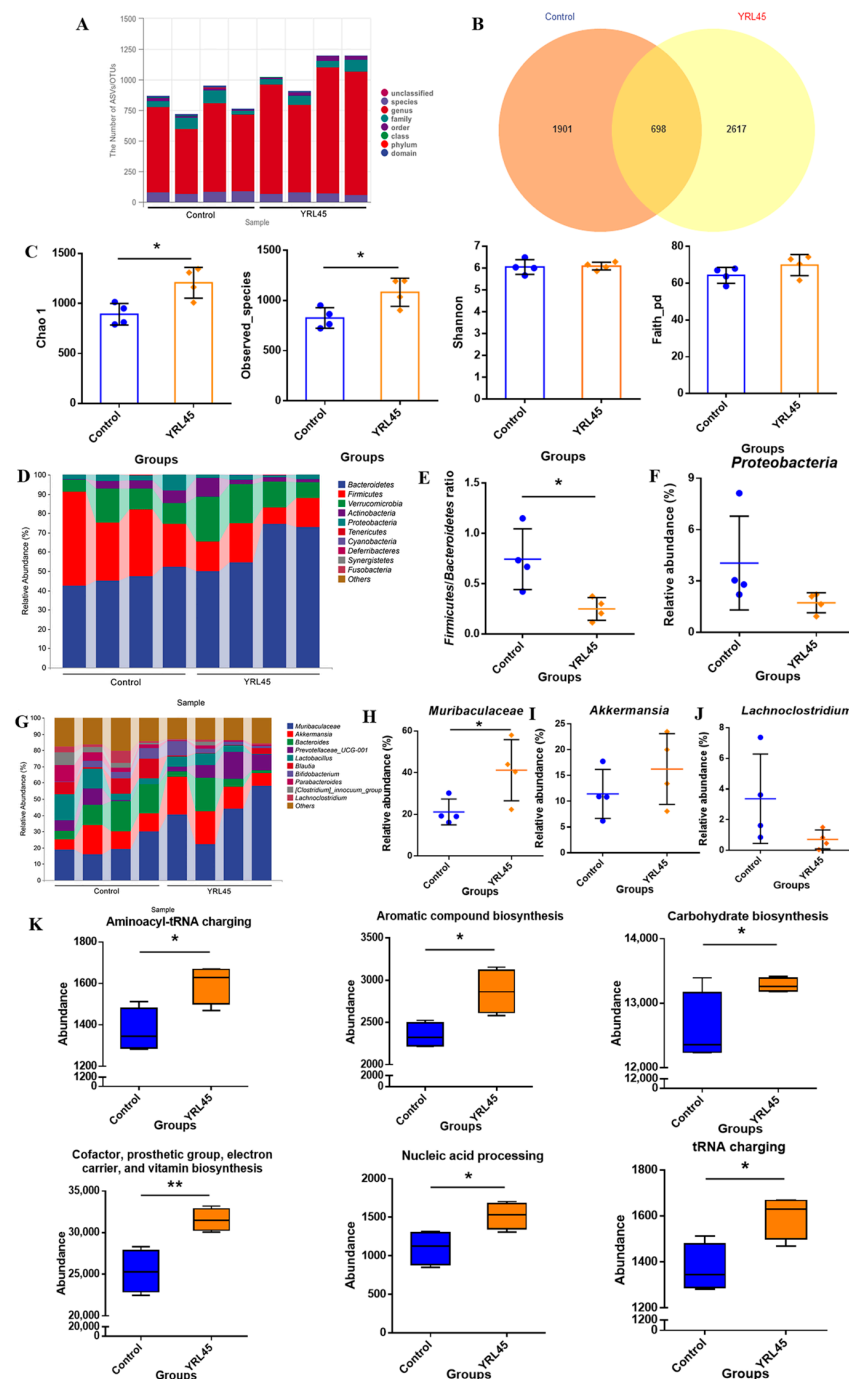 A
1500
1250
1000
750
500
250
0
The Number of ASVs/OTUs
Control
YRL45
Sample
unclassified
species
genus
family
order
class
phylum
domain
B
Control
YRL45
1901
698
2617
C
1500
1000
500
0
Chao 1
*
Control
YRL45
Groups
1500
1000
500
0
Observed_species
*
Control
YRL45
Groups
7
6
5
4
3
2
1
0
Shannon
Control
YRL45
Groups
80
60
40
20
0
Faith_pd
Control
YRL45
Groups
D
100
90
80
70
60
50
40
30
20
10
0
Relative Abundance (%)
Control
YRL45
Sample
Bacteroidetes
Firmicutes
Verrucomicrobia
Actinobacteria
Proteobacteria
Tenericutes
Cyanobacteria
Deferribacteres
Synergistetes
Fusobacteria
Others
E
1.5
1.0
0.5
0.0
Firmicutes/Bacteroidetes ratio
*
Control
YRL45
Groups
F
Proteobacteria
9
6
3
0
Relative abundance (%)
Control
YRL45
Groups
G
100
90
80
70
60
50
40
30
20
10
0
Relative Abundance (%)
Control
YRL45
Sample
Muribaculaceae
Akkermansia
Bacteroides
Prevotellaceae_UCG-001
Lactobacillus
Blautia
Bifidobacterium
Parabacteroides
[Clostridium]_innocuum_group
Lachnoclostridium
Others
H
Muribaculaceae
60
40
20
0
Relative abundance (%)
*
Control
YRL45
Groups
I
Akkermansia
25
20
15
10
5
0
Relative abundance (%)
Control
YRL45
Groups
J
Lachnoclostridium
8
6
4
2
0
Relative abundance (%)
Control
YRL45
Groups
K
Aminoacyl-tRNA charging
1800
1600
1400
1200
1200
0
Abundance
*
Control
YRL45
Groups
Aromatic compound biosynthesis
3500
3000
2500
2000
2000
0
Abundance
*
Control
YRL45
Groups
Carbohydrate biosynthesis
14,000
13,000
12,000
12,000
0
Abundance
*
Control
YRL45
Groups
Cofactor, prosthetic group, electron
carrier, and vitamin biosynthesis
35,000
30,000
25,000
20,000
20,000
0
Abundance
**
Control
YRL45
Groups
Nucleic acid processing
2000
1500
1000
500
0
Abundance
*
Control
YRL45
Groups
tRNA charging
1800
1600
1400
1200
1200
0
Abundance
*
Control
YRL45
Groups